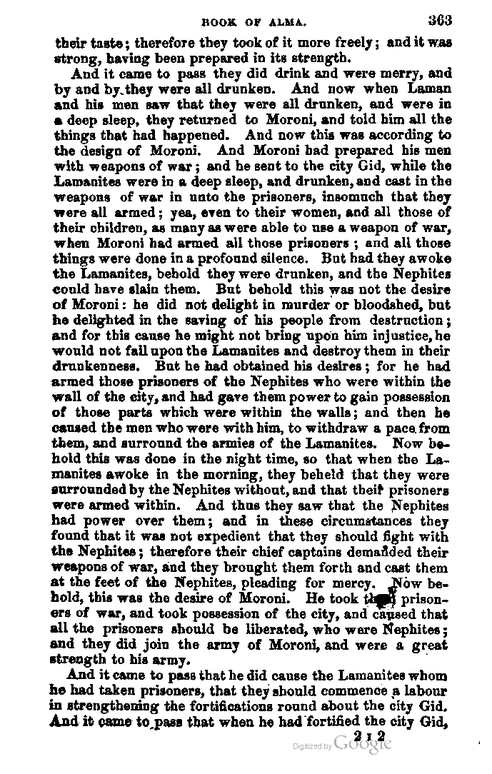 BOOK OF ALMA. 363
their taste; therefore they took of it more freely; and it was
strong, having been prepared in its strength.
And it came to pass they did drink and were merry, and
by and by they were all drunken. And now when Laman
and his men saw that they were all drunken, and were in
a deep sleep, they returned to Moroni, and told him all the
things that had happened. And now this was according to
the design of Moroni. And Moroni had prepared his men
with weapons of war; and he sent to the city Gid, while the
Lamanites were in a deep sleep, and drunken, and cast in the
weapons of war in unto the prisoners, insomuch that they
were all armed; yea, even to their women, and all those of
their children, as many as were able to use a weapon of war,
when Moroni had armed all those prisoners; and all those
things were done in a profound silence. But had they awoke
the Lamanites, behold they were drunken, and the Nephites
could have slain them. But behold this was not the desire
of Moroni: he did not delight in murder or bloodshed, but
he delighted in the saving of his people from destruction;
and for this cause he might not bring upon him injustice, he
would not fall upon the Lamanites and destroy them in their
drunkenness. But he had obtained his desires; for he had
armed those prisoners of the Nephites who were within the
wall of the city, and had gave them power to gain possession
of those parts which were within the walls; and then he
caused the men who were with him, to withdraw a pace from
them, and surround the armies of the Lamanites. Now be-
hold this was done in the night time, so that when the La-
manites awoke in the morning, they beheld that they were
surrounded by the Nephites without, and that their prisoners
were armed within. And thus they saw that the Nephites
had power over them; and in these circumstances they
found that it was not expedient that they should fight with
the Nephites; therefore their chief captains demanded their
weapons of war, and they brought them forth and cast them
at the feet of the Nephites, pleading for mercy. Now be-
hold, this was the desire of Moroni. He took prison-
ers of war, and took possession of the city, and caused that
all the prisoners should be liberated, who were Nephites;
and they did join the army of Moroni, and were a great
strength to his army.
And it came to pass that he did cause the Lamanites whom
he had taken prisoners, that they should commence a labour
in strengthening the fortifications round about the city Gid.
And it came to pass that when he had fortified the city Gid,
2 I 2
Digitized by Google